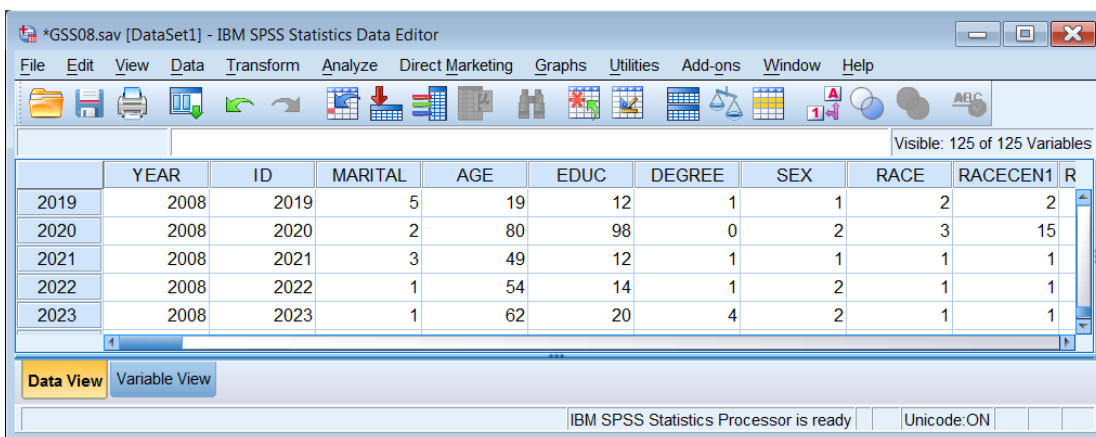 *GSS08.sav [DataSet1] - IBM SPSS Statistics Data Editor
File Edit View Data Transform Analyze Direct Marketing Graphs Utilities Add-ons Window Help
A
1
ABC
Visible: 125 of 125 Variables
YEAR ID MARITAL AGE EDUC DEGREE SEX RACE RACECEN1 R
2019 2008 2019 5 19 12 1 1 2 2
2020 2008 2020 2 80 98 0 2 3 15
2021 2008 2021 3 49 12 1 1 1 1
2022 2008 2022 1 54 14 1 2 1 1
2023 2008 2023 1 62 20 4 2 1 1
Data View Variable View
IBM SPSS Statistics Processor is ready Unicode:ON